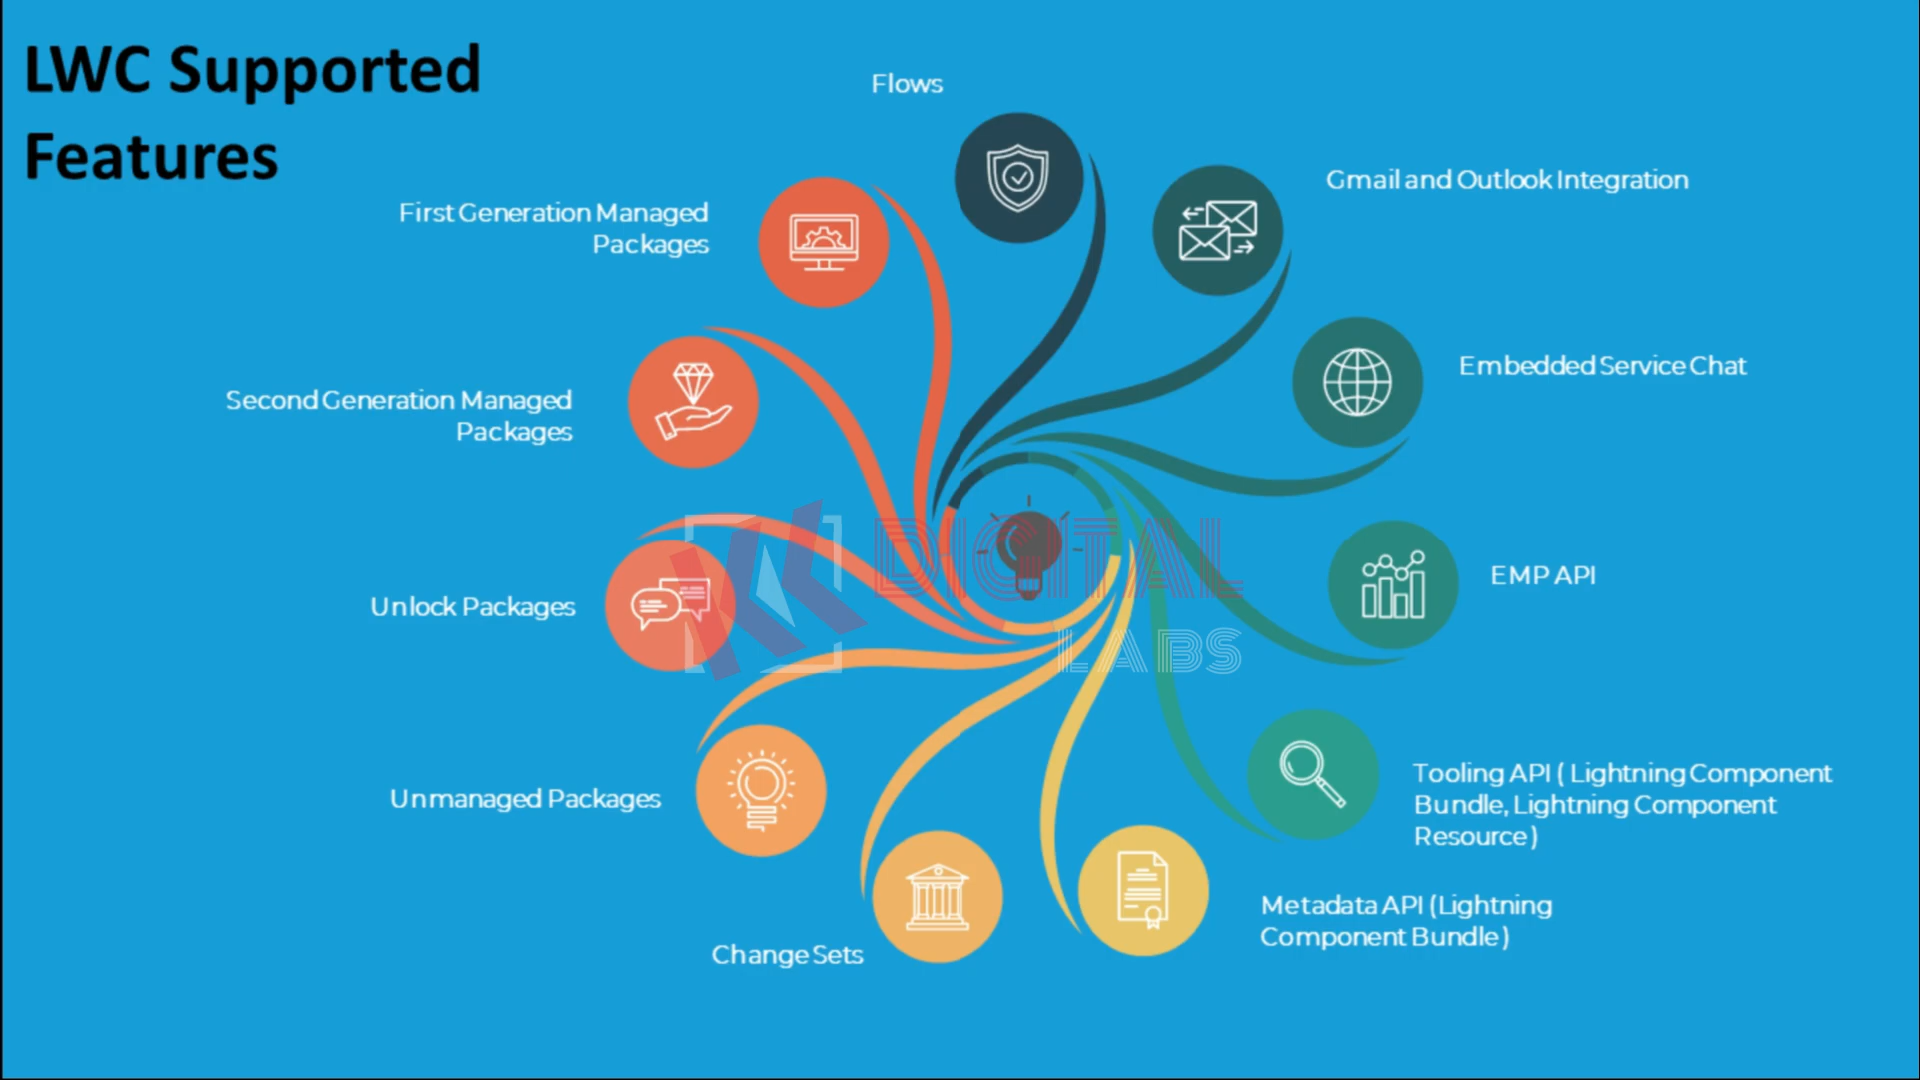 LWC Supported
Features
Flows
Gmail and Outlook Integration
Embedded Service Chat
EMP API
Tooling API ( Lightning Component
Bundle, Lightning Component
Resource )
Metadata API (Lightning
Component Bundle )
Change Sets
Unmanaged Packages
Unlock Packages
Second Generation Managed
Packages
First Generation Managed
Packages
DIGITAL
LABS